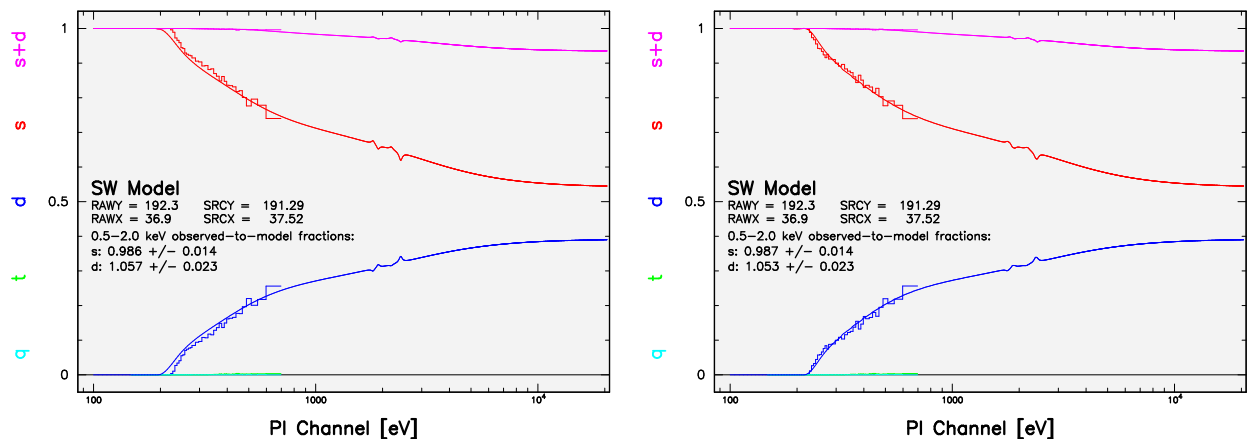 1
0.5
0
s+d
s
d
t
q
SW Model
RAWY = 192.3 SRCY = 191.29
RAWX = 36.9 SRCX = 37.52
0.5−2.0 keV observed−to−model fractions:
s: 0.986 +/− 0.014
d: 1.057 +/− 0.023
100
1000
10⁴
PI Channel [eV]
1
0.5
0
s+d
s
d
t
q
SW Model
RAWY = 192.3 SRCY = 191.29
RAWX = 36.9 SRCX = 37.52
0.5−2.0 keV observed−to−model fractions:
s: 0.987 +/− 0.014
d: 1.053 +/− 0.023
100
1000
10⁴
PI Channel [eV]